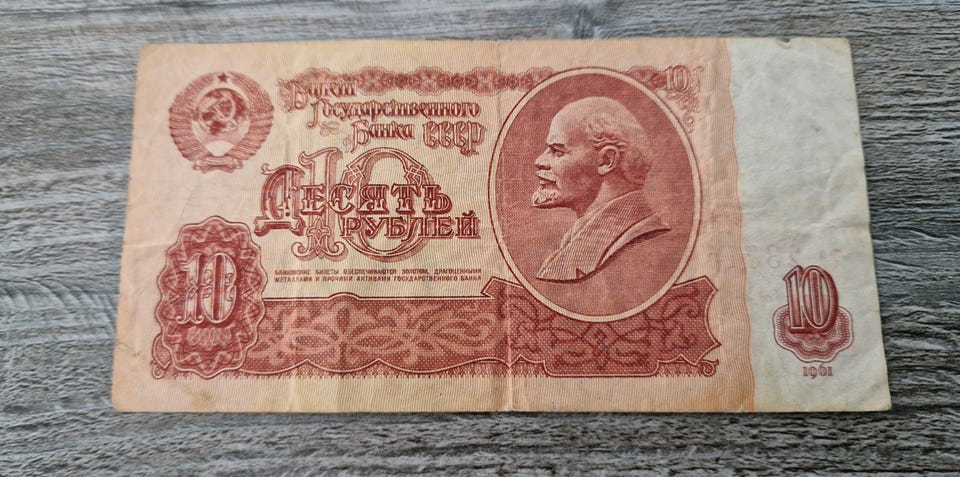 Билет
Государственного
Банка СССР
10
10
Десять
рублей
БАНКОВСКИЕ БИЛЕТЫ ОБЕСПЕЧИВАЮТСЯ ЗОЛОТОМ, ДРАГОЦЕННЫМИ
МЕТАЛЛАМИ И ПРОЧИМИ АКТИВАМИ ГОСУДАРСТВЕННОГО БАНКА
10
10
1961